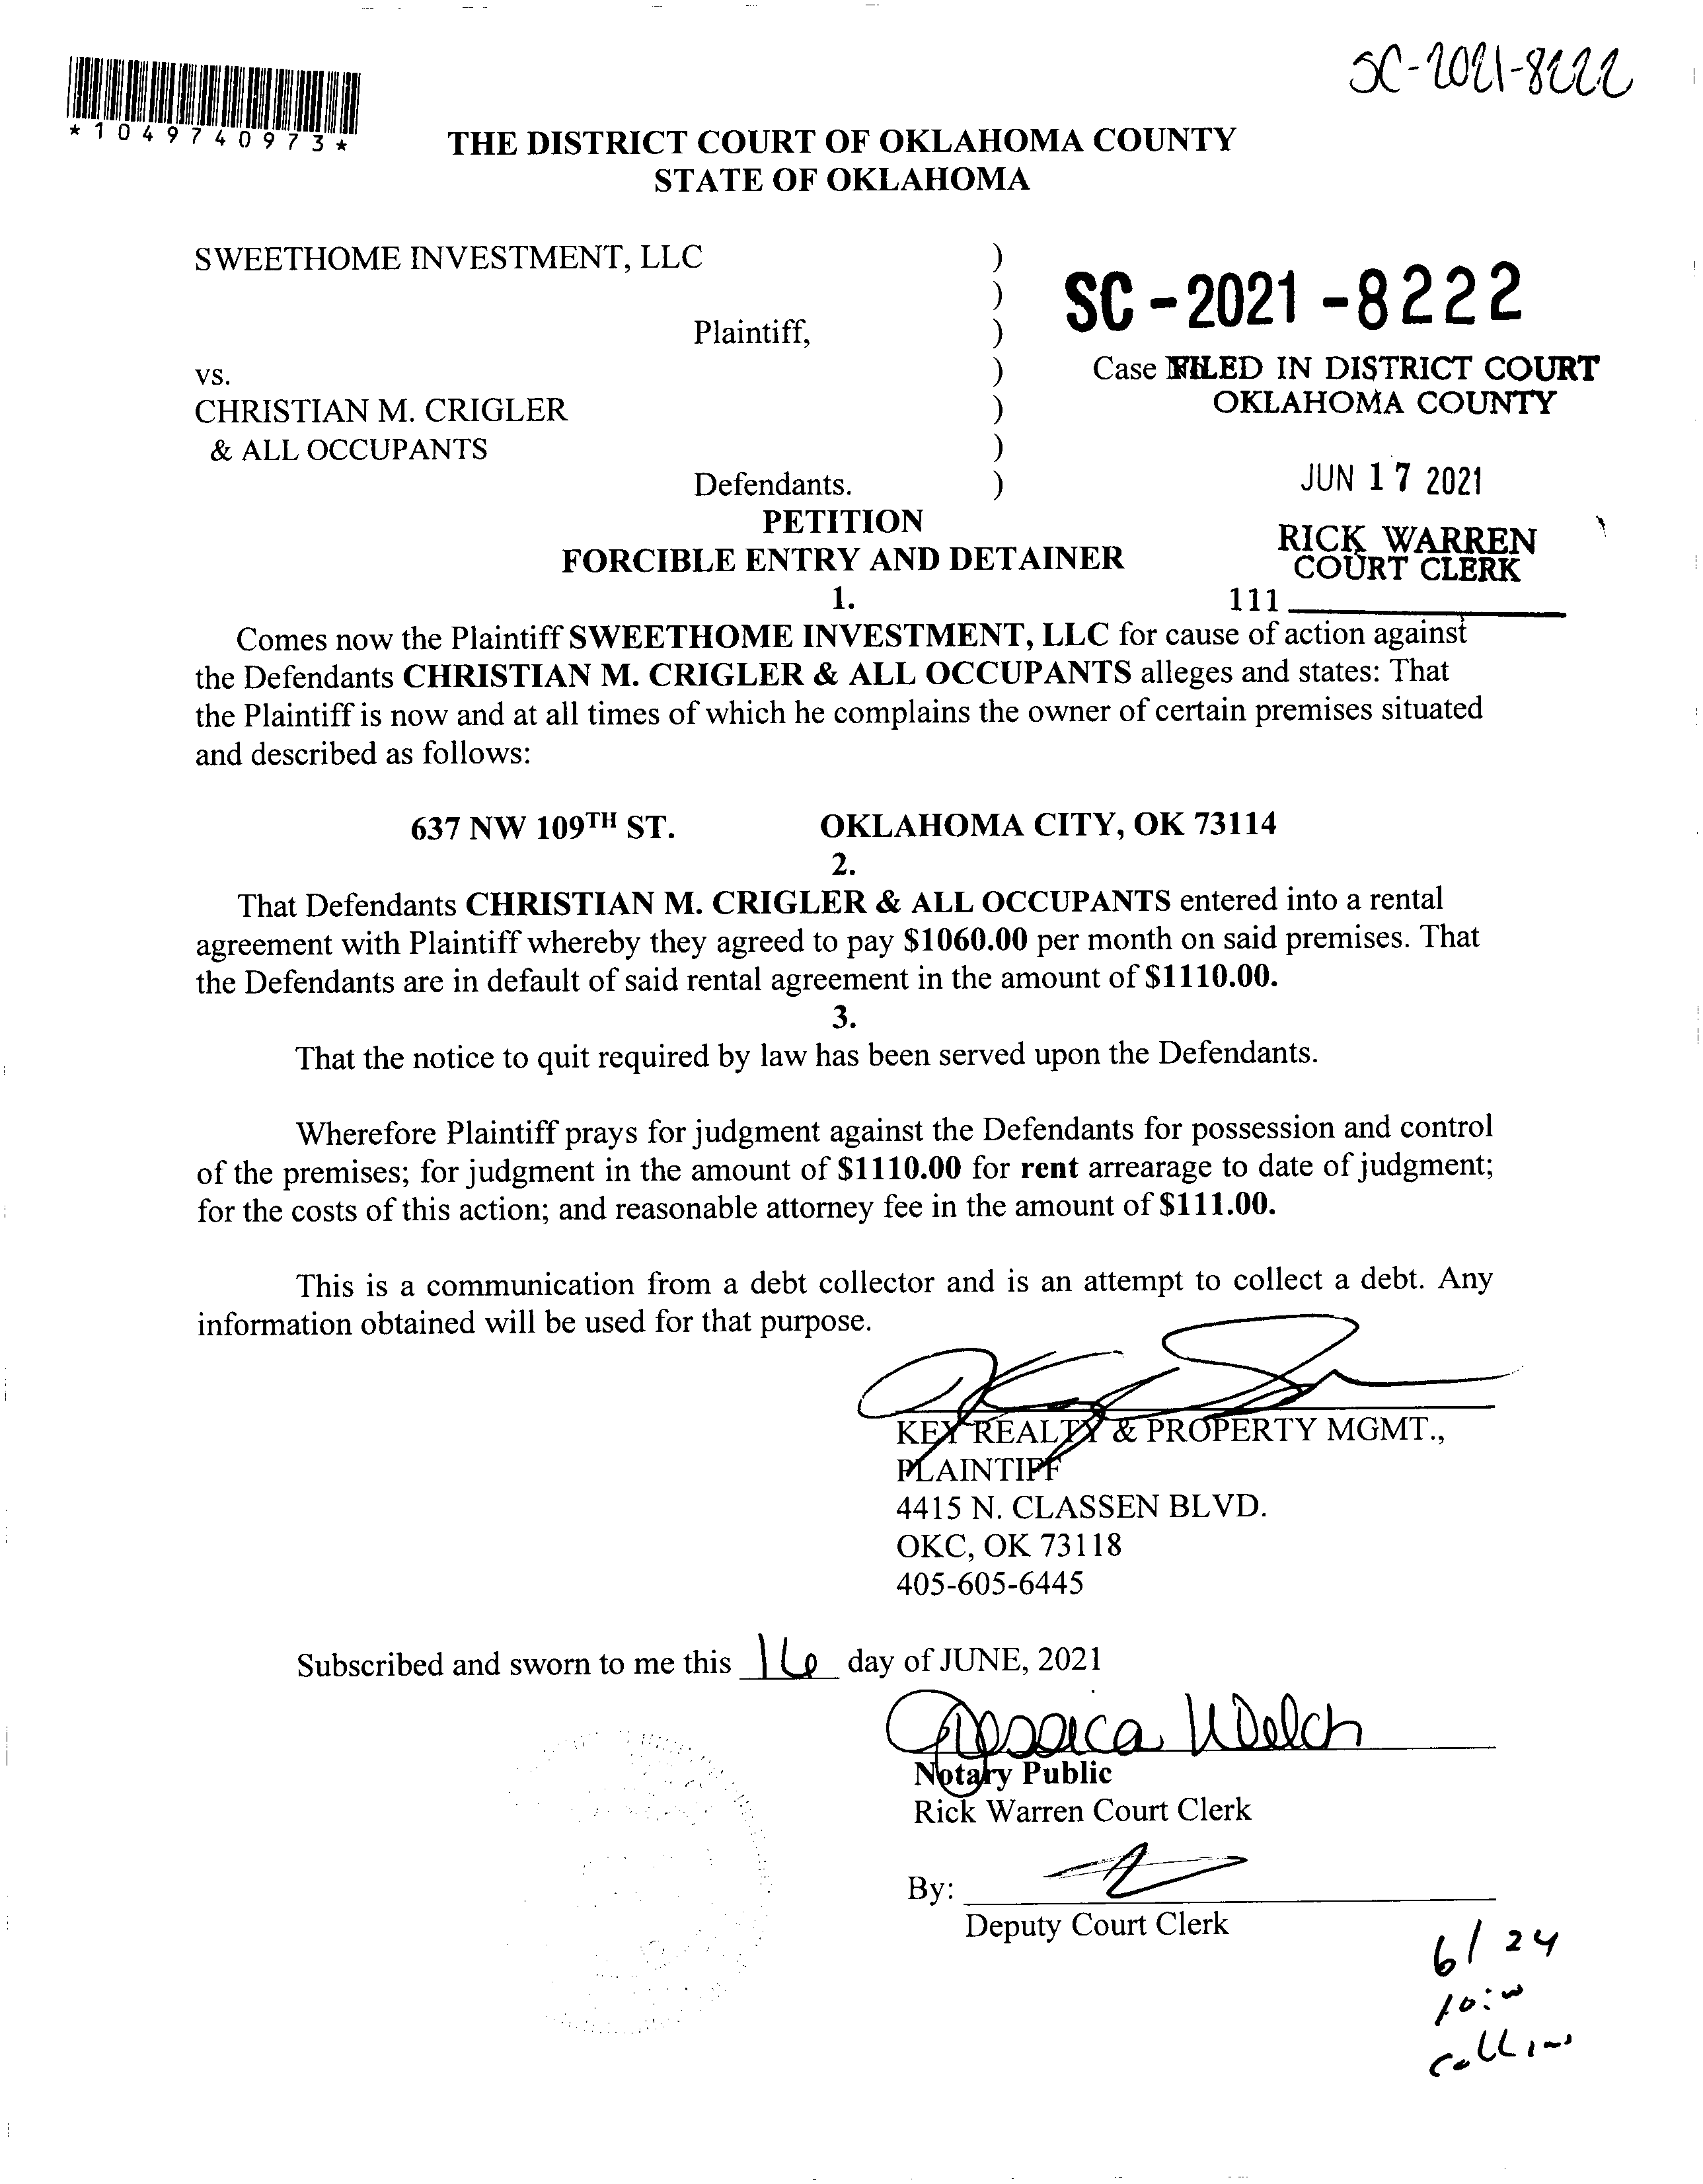 SC-2021-8222
*1049740973*
THE DISTRICT COURT OF OKLAHOMA COUNTY
STATE OF OKLAHOMA
SWEETHOME INVESTMENT, LLC )
)
SC-2021-8222
Plaintiff, )
vs. )
Case FILED IN DISTRICT COURT
OKLAHOMA COUNTY
CHRISTIAN M. CRIGLER )
& ALL OCCUPANTS )
JUN 17 2021
Defendants. )
PETITION
RICK WARREN
COURT CLERK
FORCIBLE ENTRY AND DETAINER
1.
111
Comes now the Plaintiff SWEETHOME INVESTMENT, LLC for cause of action against
the Defendants CHRISTIAN M. CRIGLER & ALL OCCUPANTS alleges and states: That
the Plaintiff is now and at all times of which he complains the owner of certain premises situated
and described as follows:
637 NW 109TH ST. OKLAHOMA CITY, OK 73114
2.
That Defendants CHRISTIAN M. CRIGLER & ALL OCCUPANTS entered into a rental
agreement with Plaintiff whereby they agreed to pay $1060.00 per month on said premises. That
the Defendants are in default of said rental agreement in the amount of $1110.00.
3.
That the notice to quit required by law has been served upon the Defendants.
Wherefore Plaintiff prays for judgment against the Defendants for possession and control
of the premises; for judgment in the amount of $1110.00 for rent arrearage to date of judgment;
for the costs of this action; and reasonable attorney fee in the amount of $111.00.
This is a communication from a debt collector and is an attempt to collect a debt. Any
information obtained will be used for that purpose.
KEY REALTY & PROPERTY MGMT.,
PLAINTIFF
4415 N. CLASSEN BLVD.
OKC, OK 73118
405-605-6445
Subscribed and sworn to me this 16 day of JUNE, 2021
Jessica Welch
Notary Public
Rick Warren Court Clerk
By:
Deputy Court Clerk
6/24
Collins